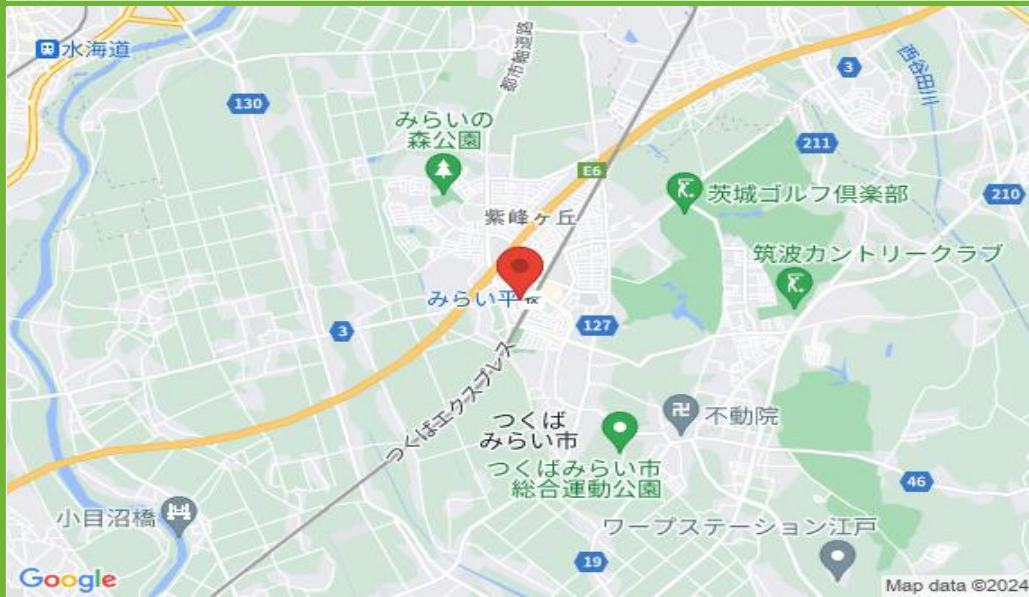 水海道
都市軸道路
3
西谷田川
130
みらいの
森公園
211
E6
210
茨城ゴルフ倶楽部
紫峰ヶ丘
筑波カントリークラブ
みらい平
3
127
つくばエクスプレス
つくば
みらい市
不動院
つくばみらい市
総合運動公園
46
小目沼橋
ワープステーション江戸
19
Google
Map data ©2024